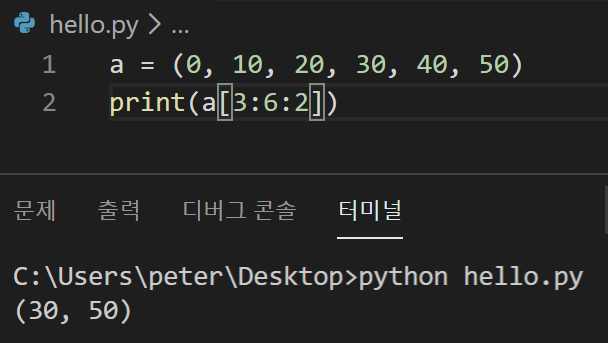 hello.py > ...
1 a = (0, 10, 20, 30, 40, 50)
2 print(a[3:6:2])
문제 출력 디버그 콘솔 터미널
C:\Users\peter\Desktop>python hello.py
(30, 50)